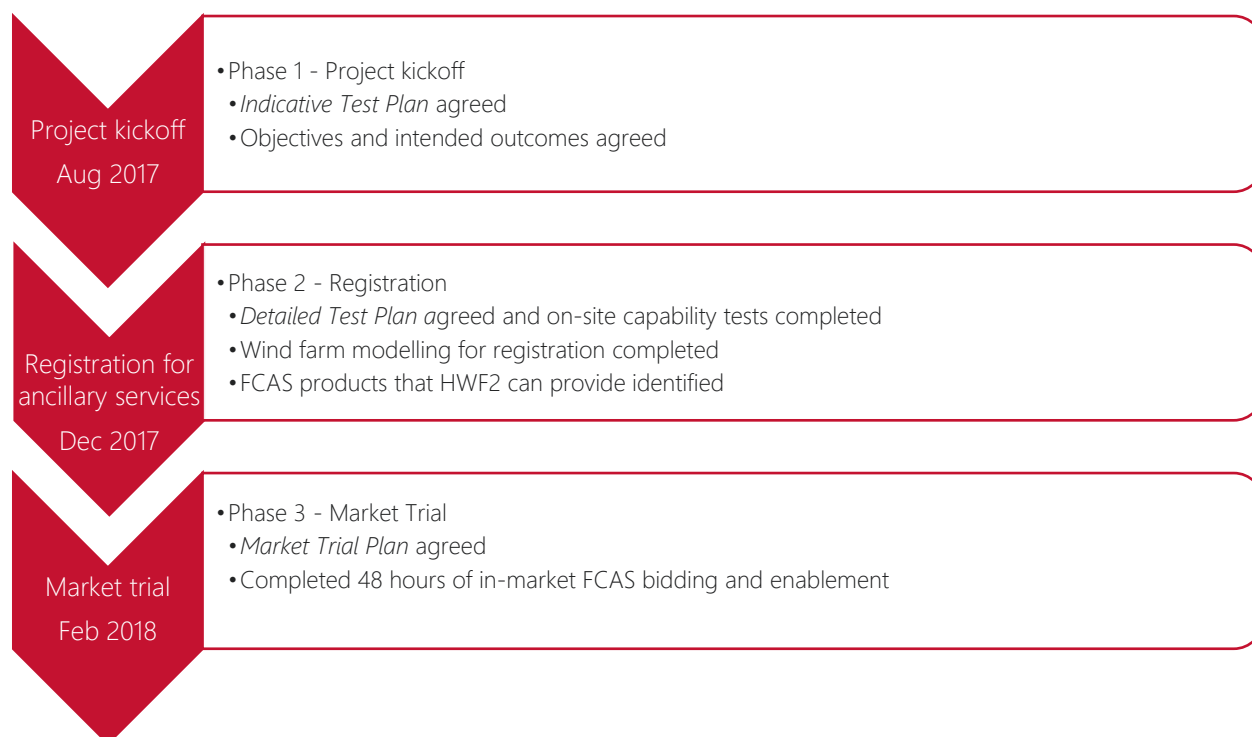 Project kickoff
Aug 2017
•Phase 1 - Project kickoff
•Indicative Test Plan agreed
•Objectives and intended outcomes agreed
Registration for
ancillary services
Dec 2017
•Phase 2 - Registration
•Detailed Test Plan agreed and on-site capability tests completed
•Wind farm modelling for registration completed
•FCAS products that HWF2 can provide identified
Market trial
Feb 2018
•Phase 3 - Market Trial
•Market Trial Plan agreed
•Completed 48 hours of in-market FCAS bidding and enablement